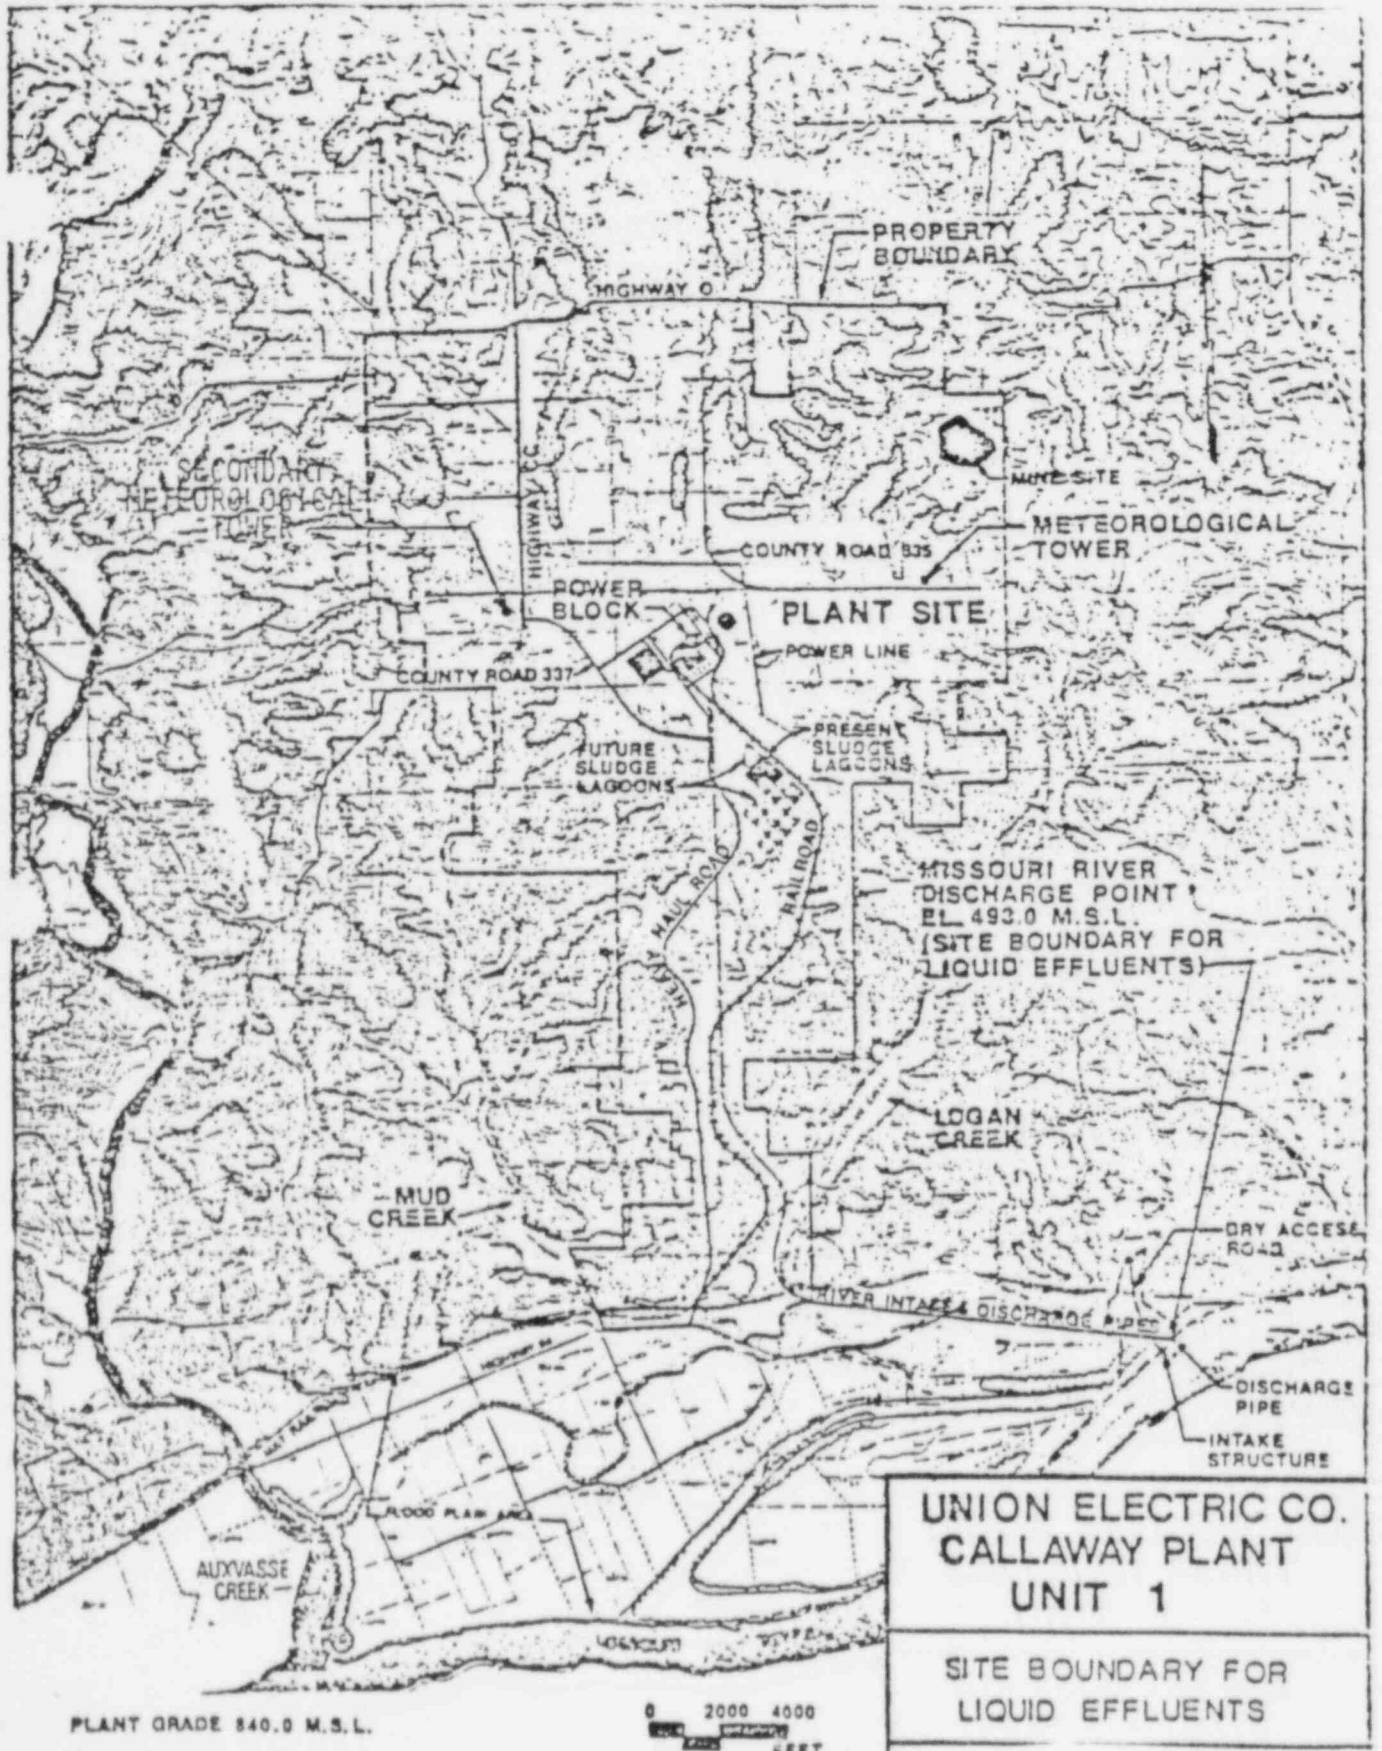 PROPERTY
BOUNDARY
HIGHWAY O
SECONDARY
METEOROLOGICAL
TOWER
HIGHWAY CC
MINE SITE
METEOROLOGICAL
TOWER
COUNTY ROAD 335
POWER
BLOCK
PLANT SITE
POWER LINE
COUNTY ROAD 337
FUTURE
SLUDGE
LAGOONS
PRESENT
SLUDGE
LAGOONS
HEAVY HAUL ROAD
RAILROAD
MISSOURI RIVER
DISCHARGE POINT
EL. 493.0 M.S.L.
(SITE BOUNDARY FOR
LIQUID EFFLUENTS)
LOGAN
CREEK
MUD
CREEK
DRY ACCESS
ROAD
RIVER INTAKE & DISCHARGE PIPES
DISCHARGE
PIPE
INTAKE
STRUCTURE
FLOOD PLAIN AREA
AUXVASSE
CREEK
MISSOURI RIVER
UNION ELECTRIC CO.
CALLAWAY PLANT
UNIT 1
SITE BOUNDARY FOR
LIQUID EFFLUENTS
PLANT GRADE 840.0 M.S.L.
0 2000 4000
FEET